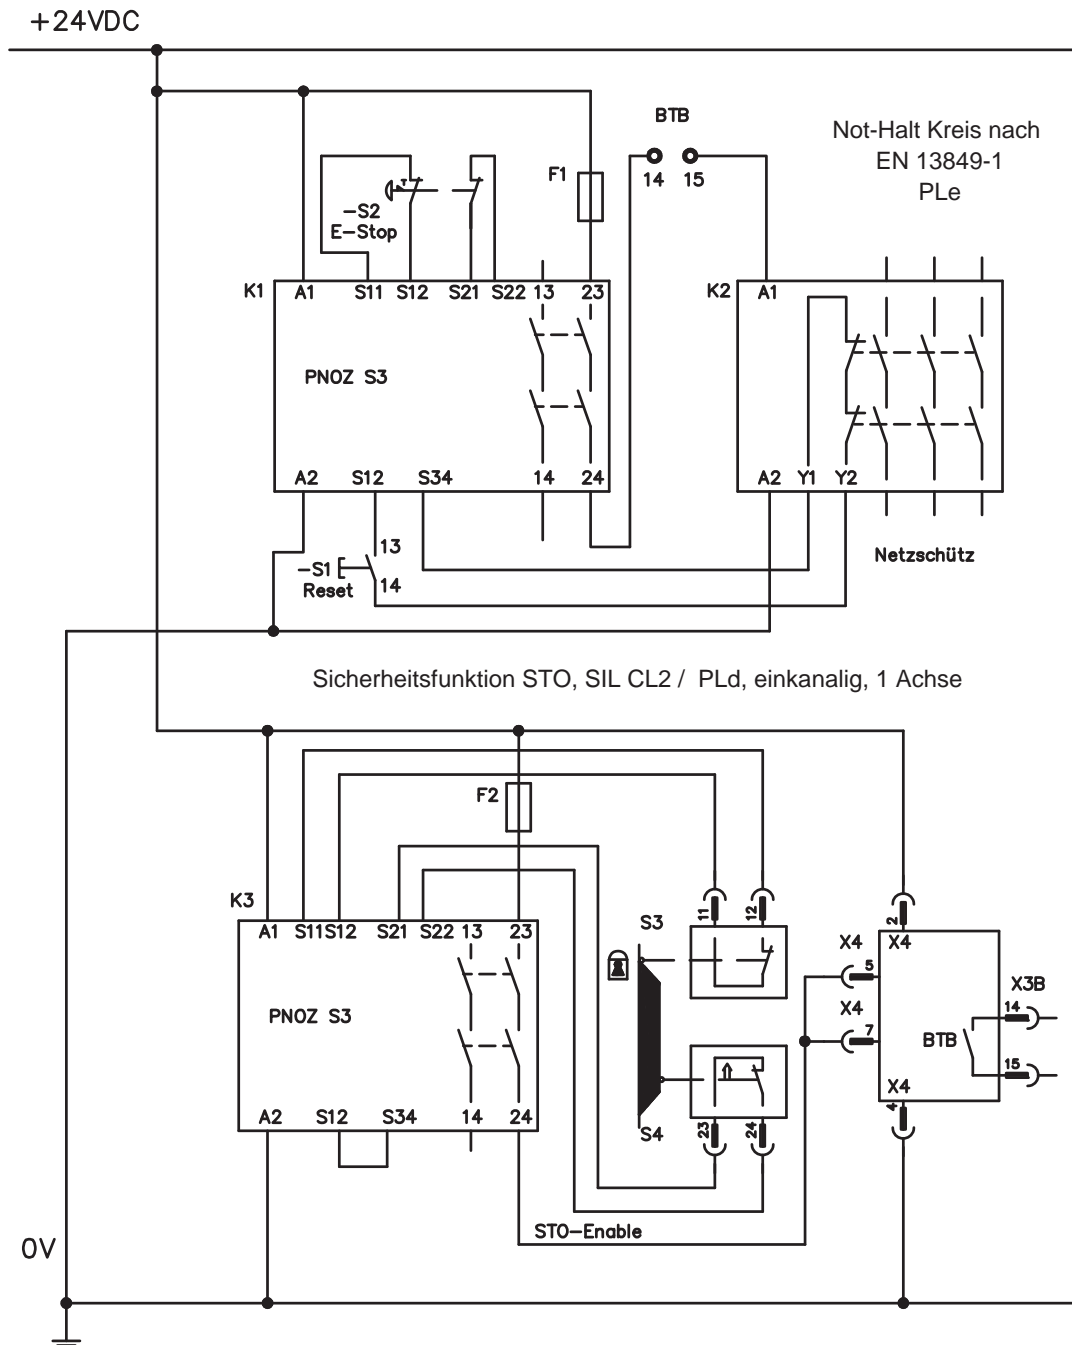 +24VDC
BTB
Not-Halt Kreis nach
EN 13849-1
PLe
F1
14 15
-S2
E-Stop
K1 A1 S11 S12 S21 S22 13 23
K2 A1
PNOZ S3
A2 S12 S34 14 24
A2 Y1 Y2
13
-S1
Reset
14
Netzschütz
Sicherheitsfunktion STO, SIL CL2 / PLd, einkanalig, 1 Achse
F2
K3
A1 S11 S12 S21 S22 13 23
11 12
S3
2
X4
X4
5
X3B
14
PNOZ S3
X4
7
BTB
15
X4
4
A2 S12 S34 14 24
S4
23 24
STO-Enable
0V